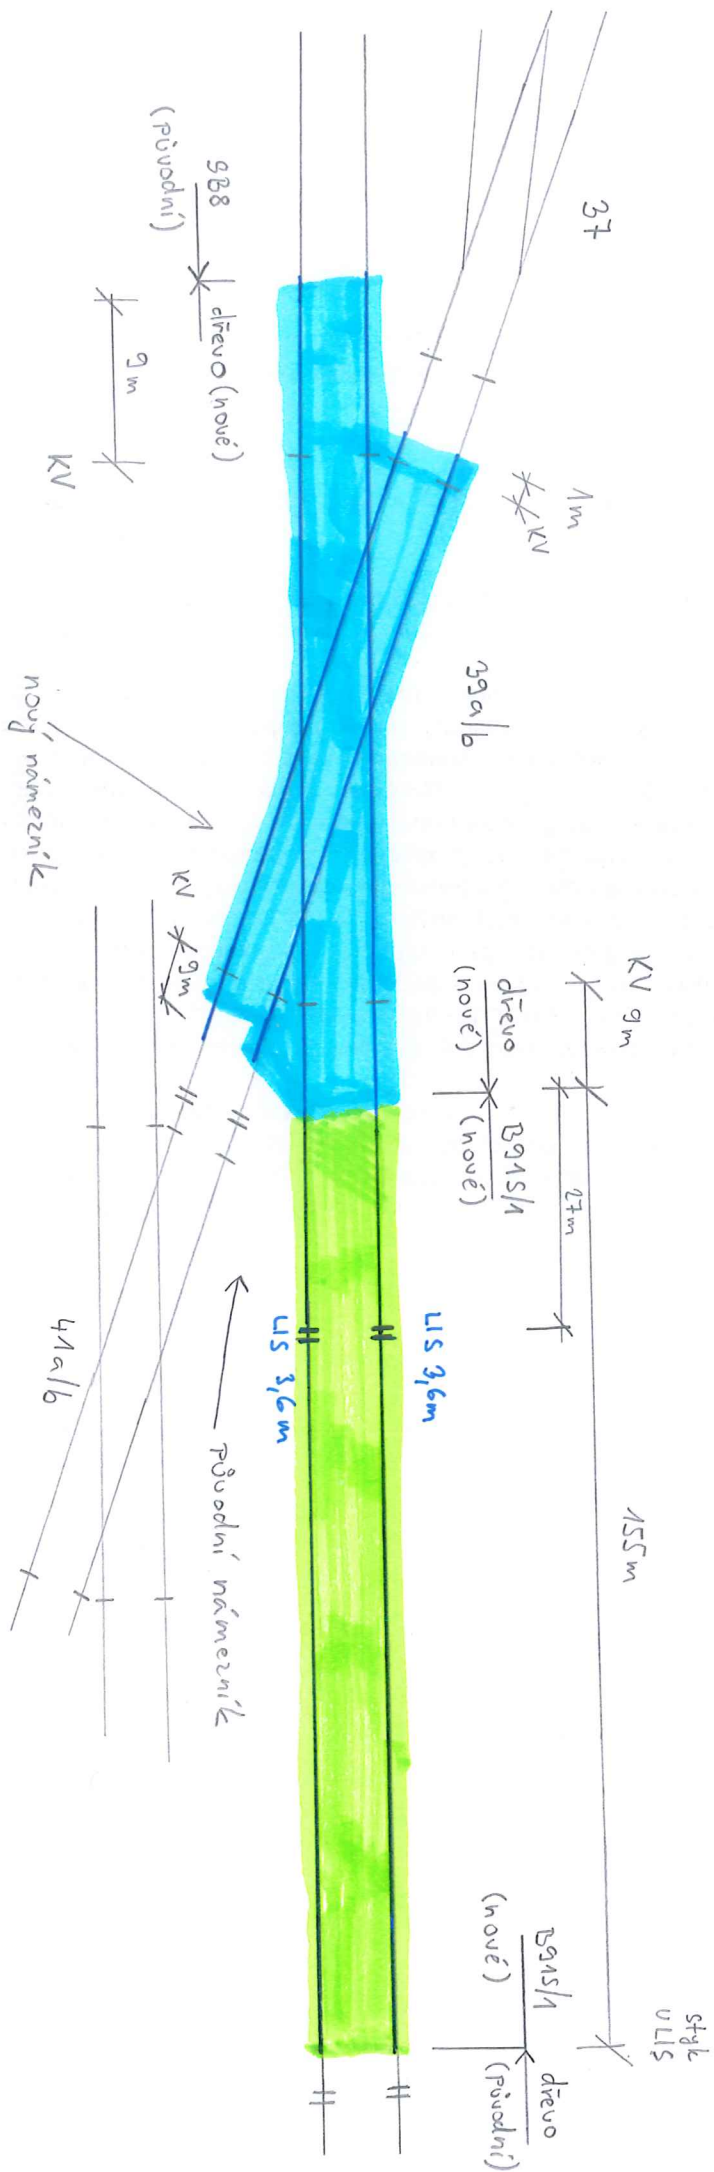 37
SB8
(původní)
dřevo (nové)
9m
KV
1m
KV
39a/b
nový námezník
KV
9m
KV 9m
dřevo
(nové)
B91S/1
(nové)
27m
155m
LIS 3,6m
LIS 3,6m
41a/b
původní námezník
B91S/1
(nové)
dřevo
(původní)
styk
u LIS